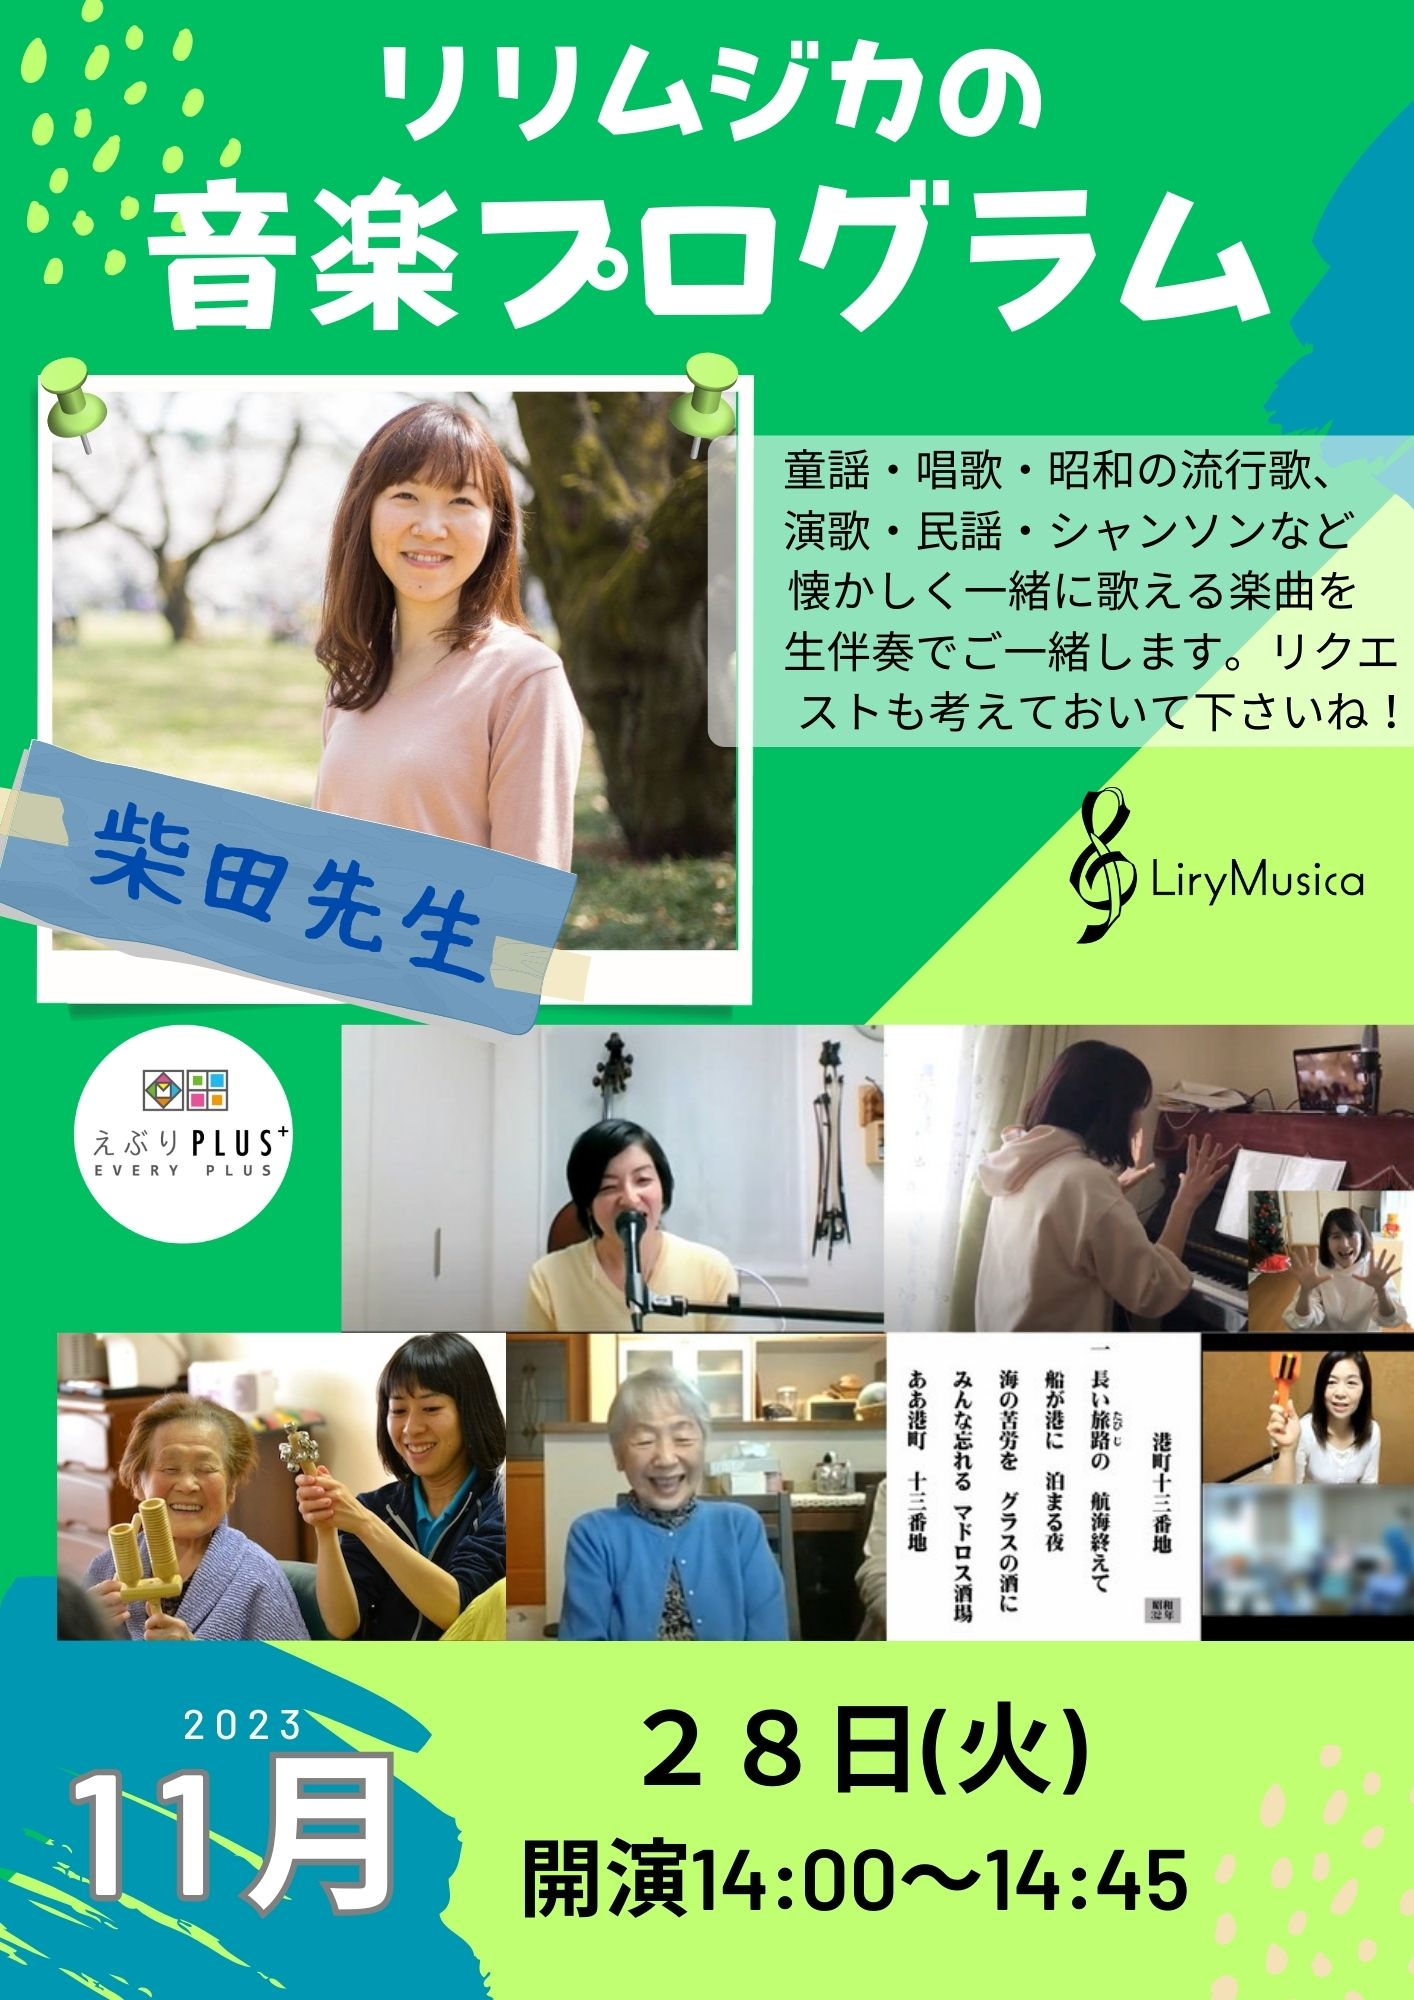 リリムジカの
音楽プログラム
童謡・唱歌・昭和の流行歌、
演歌・民謡・シャンソンなど
懐かしく一緒に歌える楽曲を
生伴奏でご一緒します。リクエ
ストも考えておいて下さいね！
柴田先生
LiryMusica
えぶりPLUS+
EVERY PLUS
港町十三番地
昭和
32年
一 長い旅路の 航海終えて
たびじ
船が港に 泊まる夜
海の苦労を グラスの酒に
みんな忘れる マドロス酒場
ああ港町 十三番地
2023
11月
２８日(火)
開演14:00～14:45